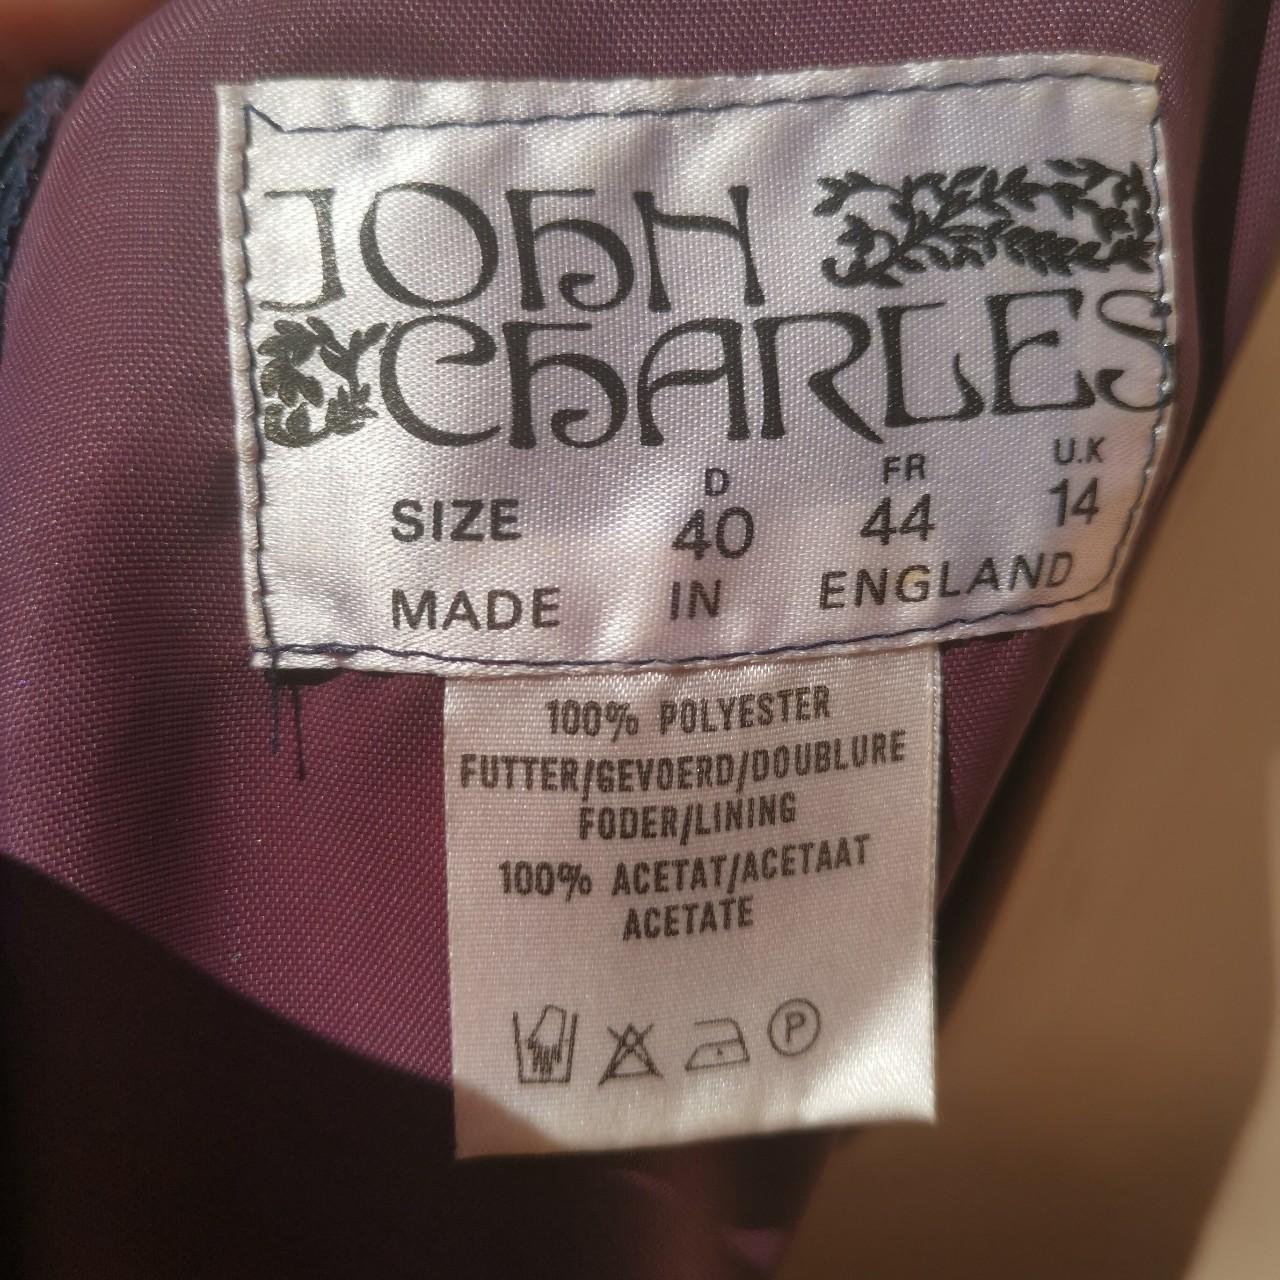 JOHN
CHARLES
D FR U.K
SIZE 40 44 14
MADE IN ENGLAND
100% POLYESTER
FUTTER/GEVOERD/DOUBLURE
FODER/LINING
100% ACETAT/ACETAAT
ACETATE
P